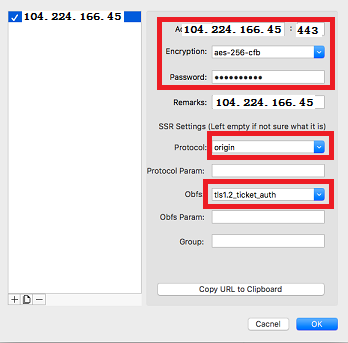 104.224.166.45
Ad 104.224.166.45 : 443
Encryption: aes-256-cfb
Password: ●●●●●●●●●●
Remarks: 104.224.166.45
SSR Settings (Left empty if not sure what it is)
Protocol: origin
Protocol Param:
Obfs: tls1.2_ticket_auth
Obfs Param:
Group:
Copy URL to Clipboard
Cacnel OK